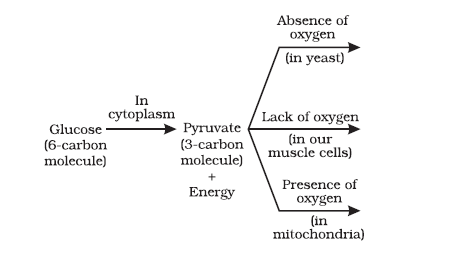 Absence of
oxygen
(in yeast)
In
cytoplasm
Glucose
(6-carbon
molecule)
Pyruvate
(3-carbon
molecule)
+
Energy
Lack of oxygen
(in our
muscle cells)
Presence of
oxygen
(in
mitochondria)